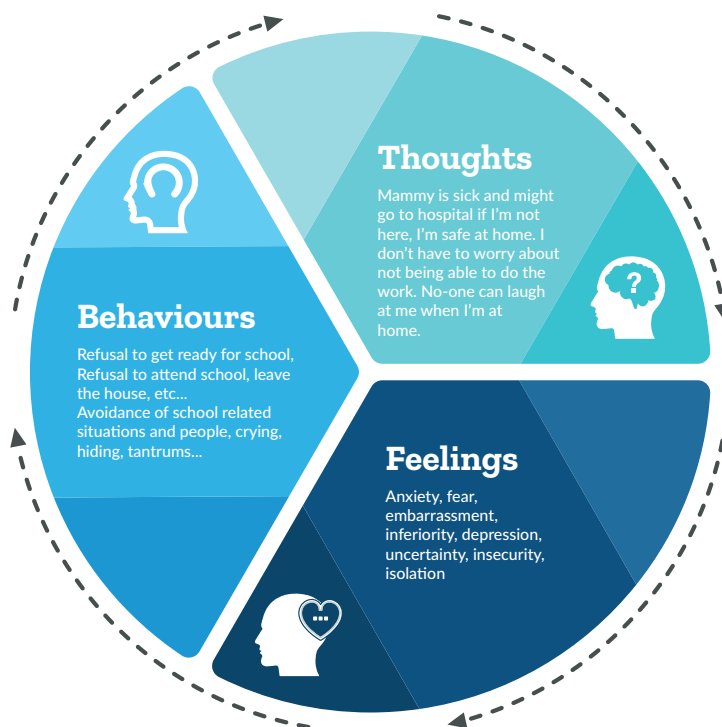 Thoughts
Mammy is sick and might
go to hospital if I'm not
here, I'm safe at home. I
don't have to worry about
not being able to do the
work. No-one can laugh
at me when I'm at
home.
?
Behaviours
Refusal to get ready for school,
Refusal to attend school, leave
the house, etc...
Avoidance of school related
situations and people, crying,
hiding, tantrums...
Feelings
Anxiety, fear,
embarrassment,
inferiority, depression,
uncertainty, insecurity,
isolation